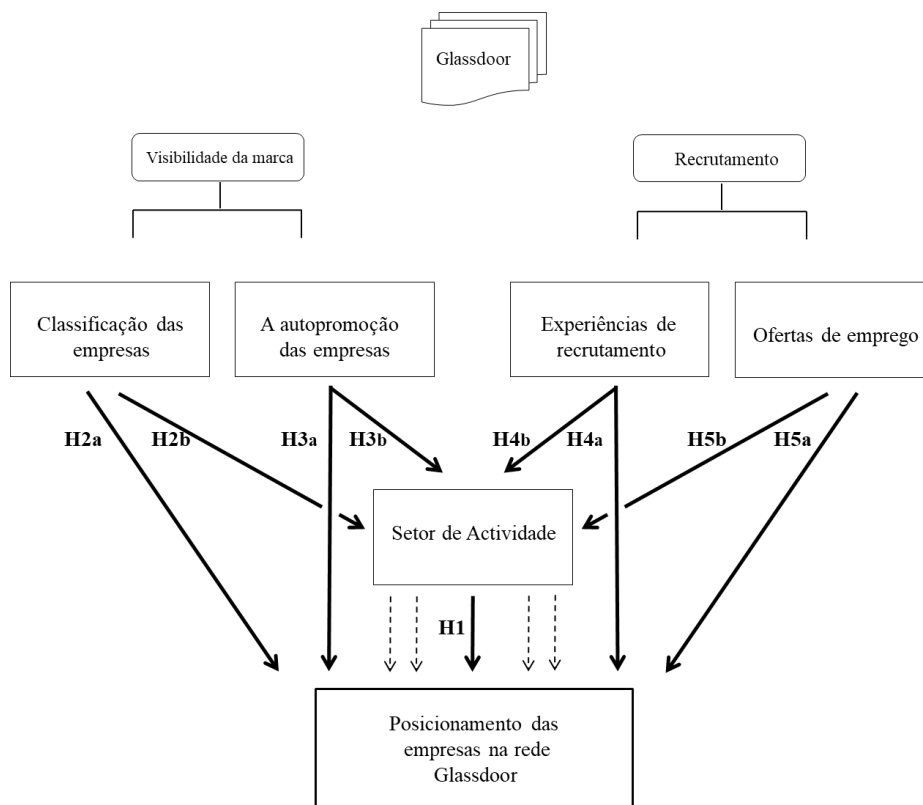 Glassdoor
Visibilidade da marca
Recrutamento
Classificação das
empresas
A autopromoção
das empresas
Experiências de
recrutamento
Ofertas de emprego
H2a
H2b
H3a
H3b
H4b
H4a
H5b
H5a
Setor de Actividade
H1
Posicionamento das
empresas na rede
Glassdoor